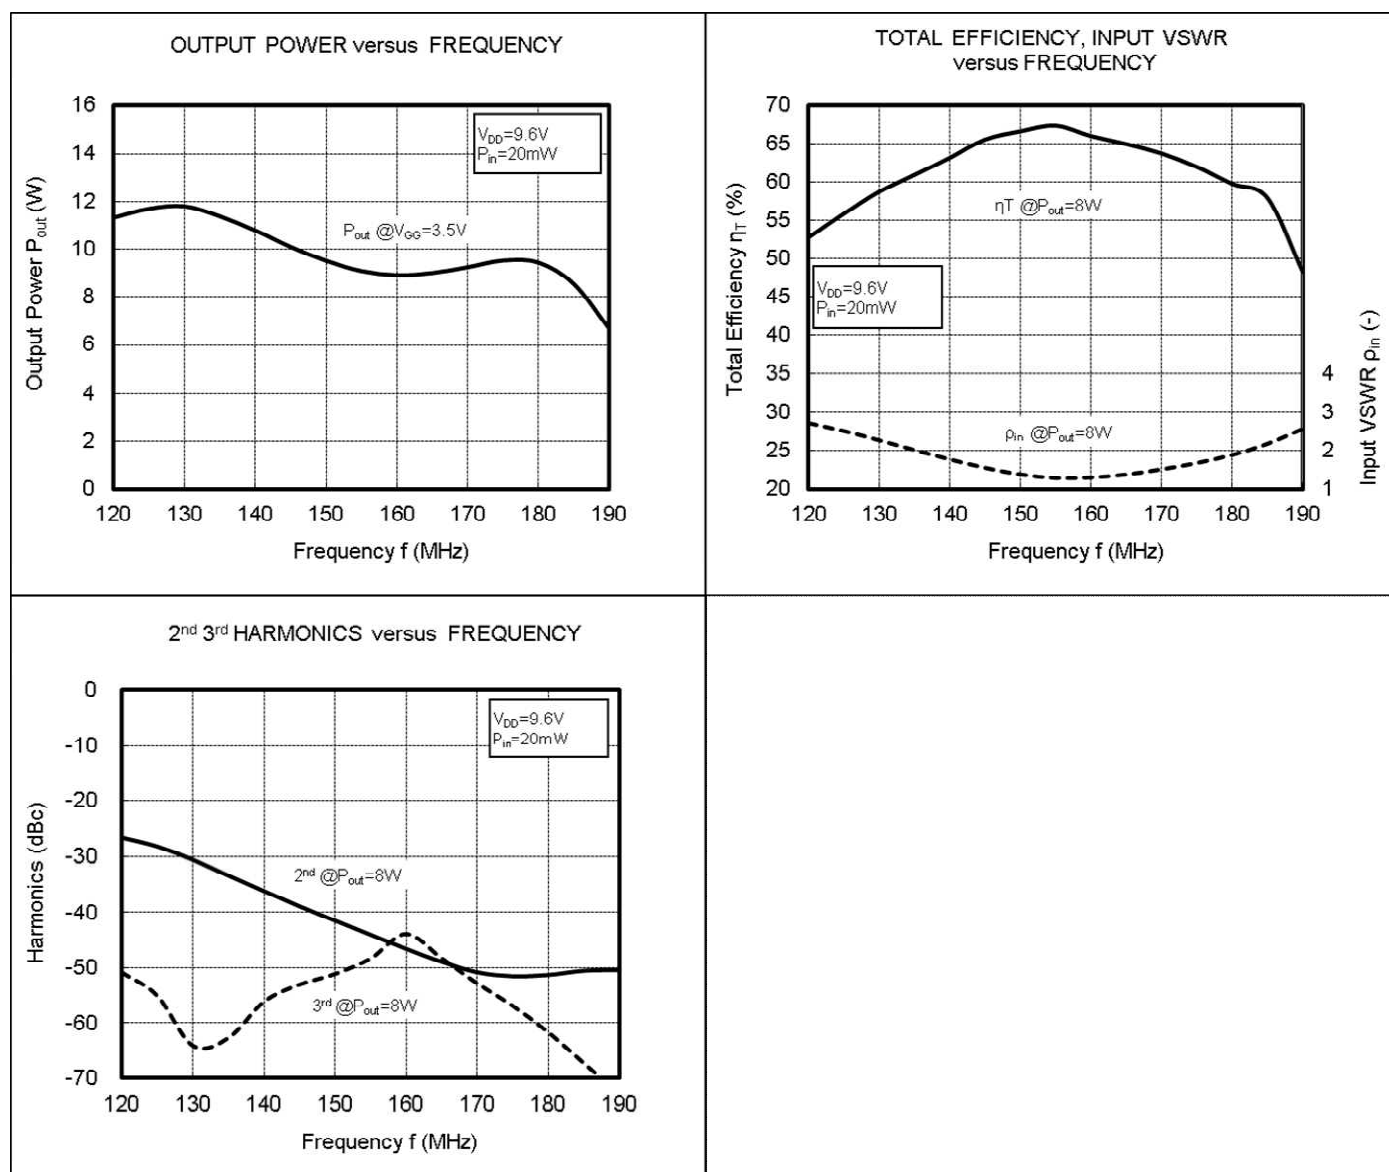 OUTPUT POWER versus FREQUENCY
Output Power Pout (W)
16
14
12
10
8
6
4
2
0
VDD=9.6V
Pin=20mW
Pout @VGG=3.5V
120 130 140 150 160 170 180 190
Frequency f (MHz)
TOTAL EFFICIENCY, INPUT VSWR
versus FREQUENCY
Total Efficiency ηT (%)
70
65
60
55
50
45
40
35
30
25
20
ηT @Pout=8W
VDD=9.6V
Pin=20mW
ρin @Pout=8W
4
3
2
1
Input VSWR ρin (-)
120 130 140 150 160 170 180 190
Frequency f (MHz)
2nd 3rd HARMONICS versus FREQUENCY
Harmonics (dBc)
0
-10
-20
-30
-40
-50
-60
-70
VDD=9.6V
Pin=20mW
2nd @Pout=8W
3rd @Pout=8W
120 130 140 150 160 170 180 190
Frequency f (MHz)